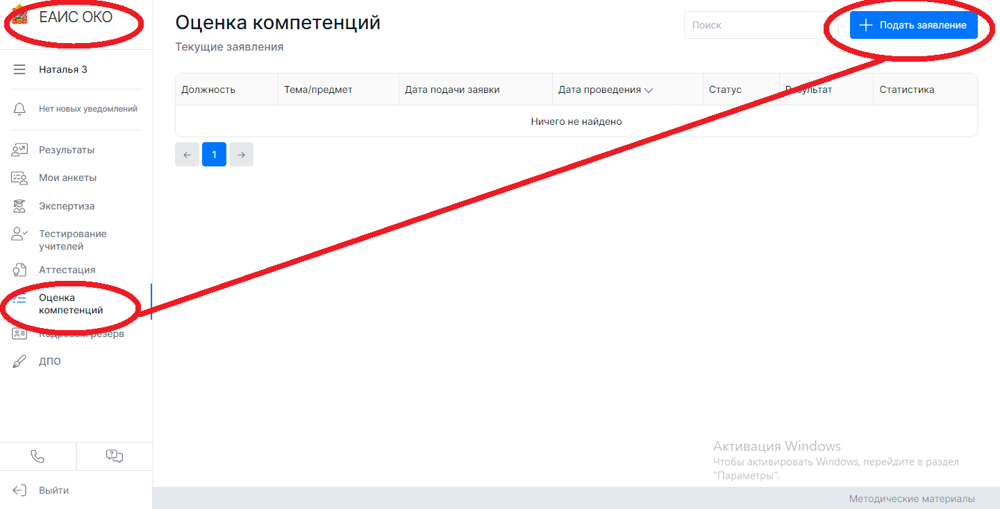 ЕАИС ОКО
Наталья З
Нет новых уведомлений
Результаты
Мои анкеты
Экспертиза
Тестирование
учителей
Аттестация
Оценка
компетенций
Кадровый резерв
ДПО
Выйти
Оценка компетенций
Текущие заявления
Поиск
Подать заявление
Должность
Тема/предмет
Дата подачи заявки
Дата проведения
Статус
Результат
Статистика
Ничего не найдено
← 1 →
Активация Windows
Чтобы активировать Windows, перейдите в раздел
"Параметры".
Методические материалы